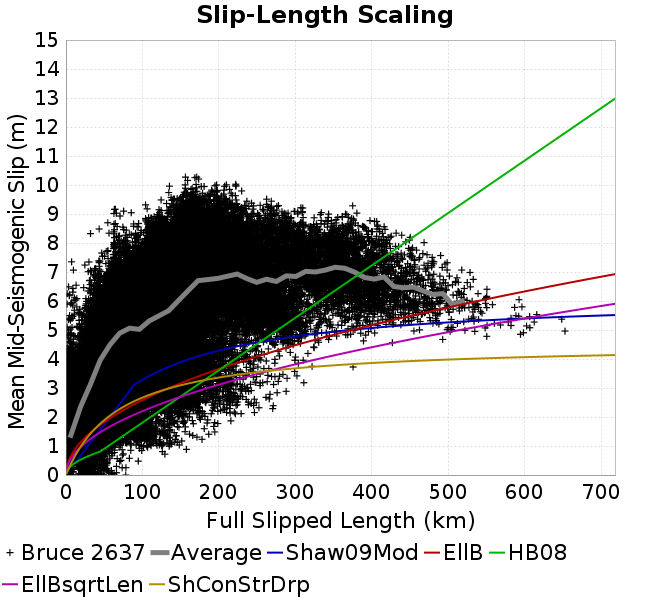 Slip-Length Scaling
Mean Mid-Seismogenic Slip (m)
15
14
13
12
11
10
9
8
7
6
5
4
3
2
1
0
0 100 200 300 400 500 600 700
Full Slipped Length (km)
Bruce 2637 Average Shaw09Mod EllB HB08
EllBsqrtLen ShConStrDrp